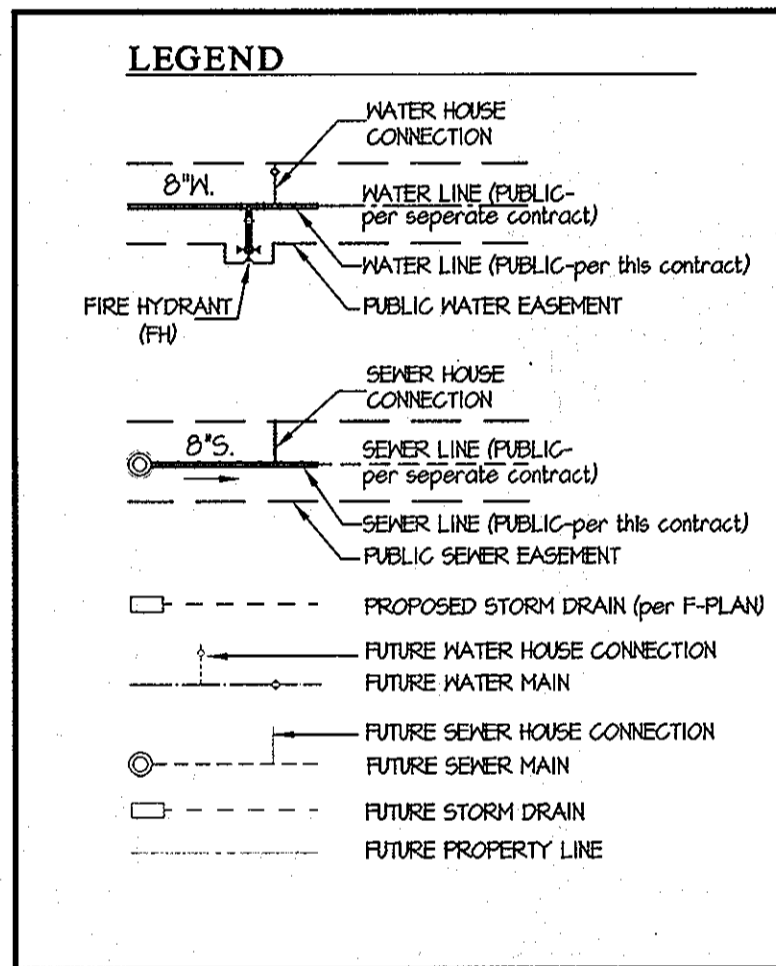 LEGEND
WATER HOUSE
CONNECTION
8"W.
WATER LINE (PUBLIC-
per seperate contract)
WATER LINE (PUBLIC-per this contract)
PUBLIC WATER EASEMENT
FIRE HYDRANT
(FH)
SEWER HOUSE
CONNECTION
8"S.
SEWER LINE (PUBLIC-
per seperate contract)
SEWER LINE (PUBLIC-per this contract)
PUBLIC SEWER EASEMENT
PROPOSED STORM DRAIN (per F-PLAN)
FUTURE WATER HOUSE CONNECTION
FUTURE WATER MAIN
FUTURE SEWER HOUSE CONNECTION
FUTURE SEWER MAIN
FUTURE STORM DRAIN
FUTURE PROPERTY LINE